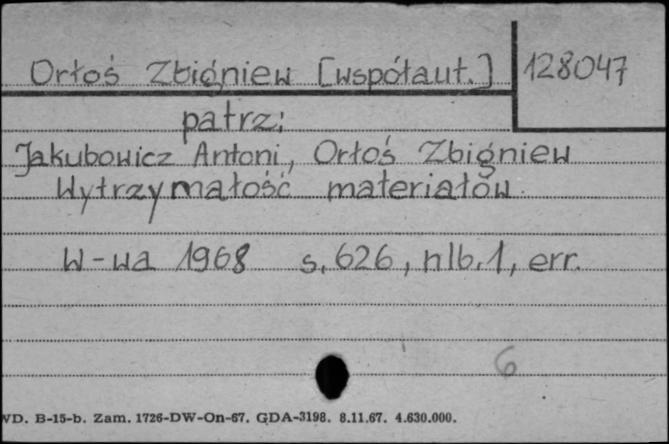 Orłoś Zbigniew [współaut.] 128047
patrz:
Jakubowicz Antoni, Orłoś Zbigniew
Wytrzymałość materiałów.
W-wa 1968 s. 626, nlb. 1, err.
6
WD. B-15-b. Zam. 1726-DW-On-67. GDA-3198. 8.11.67. 4.630.000.